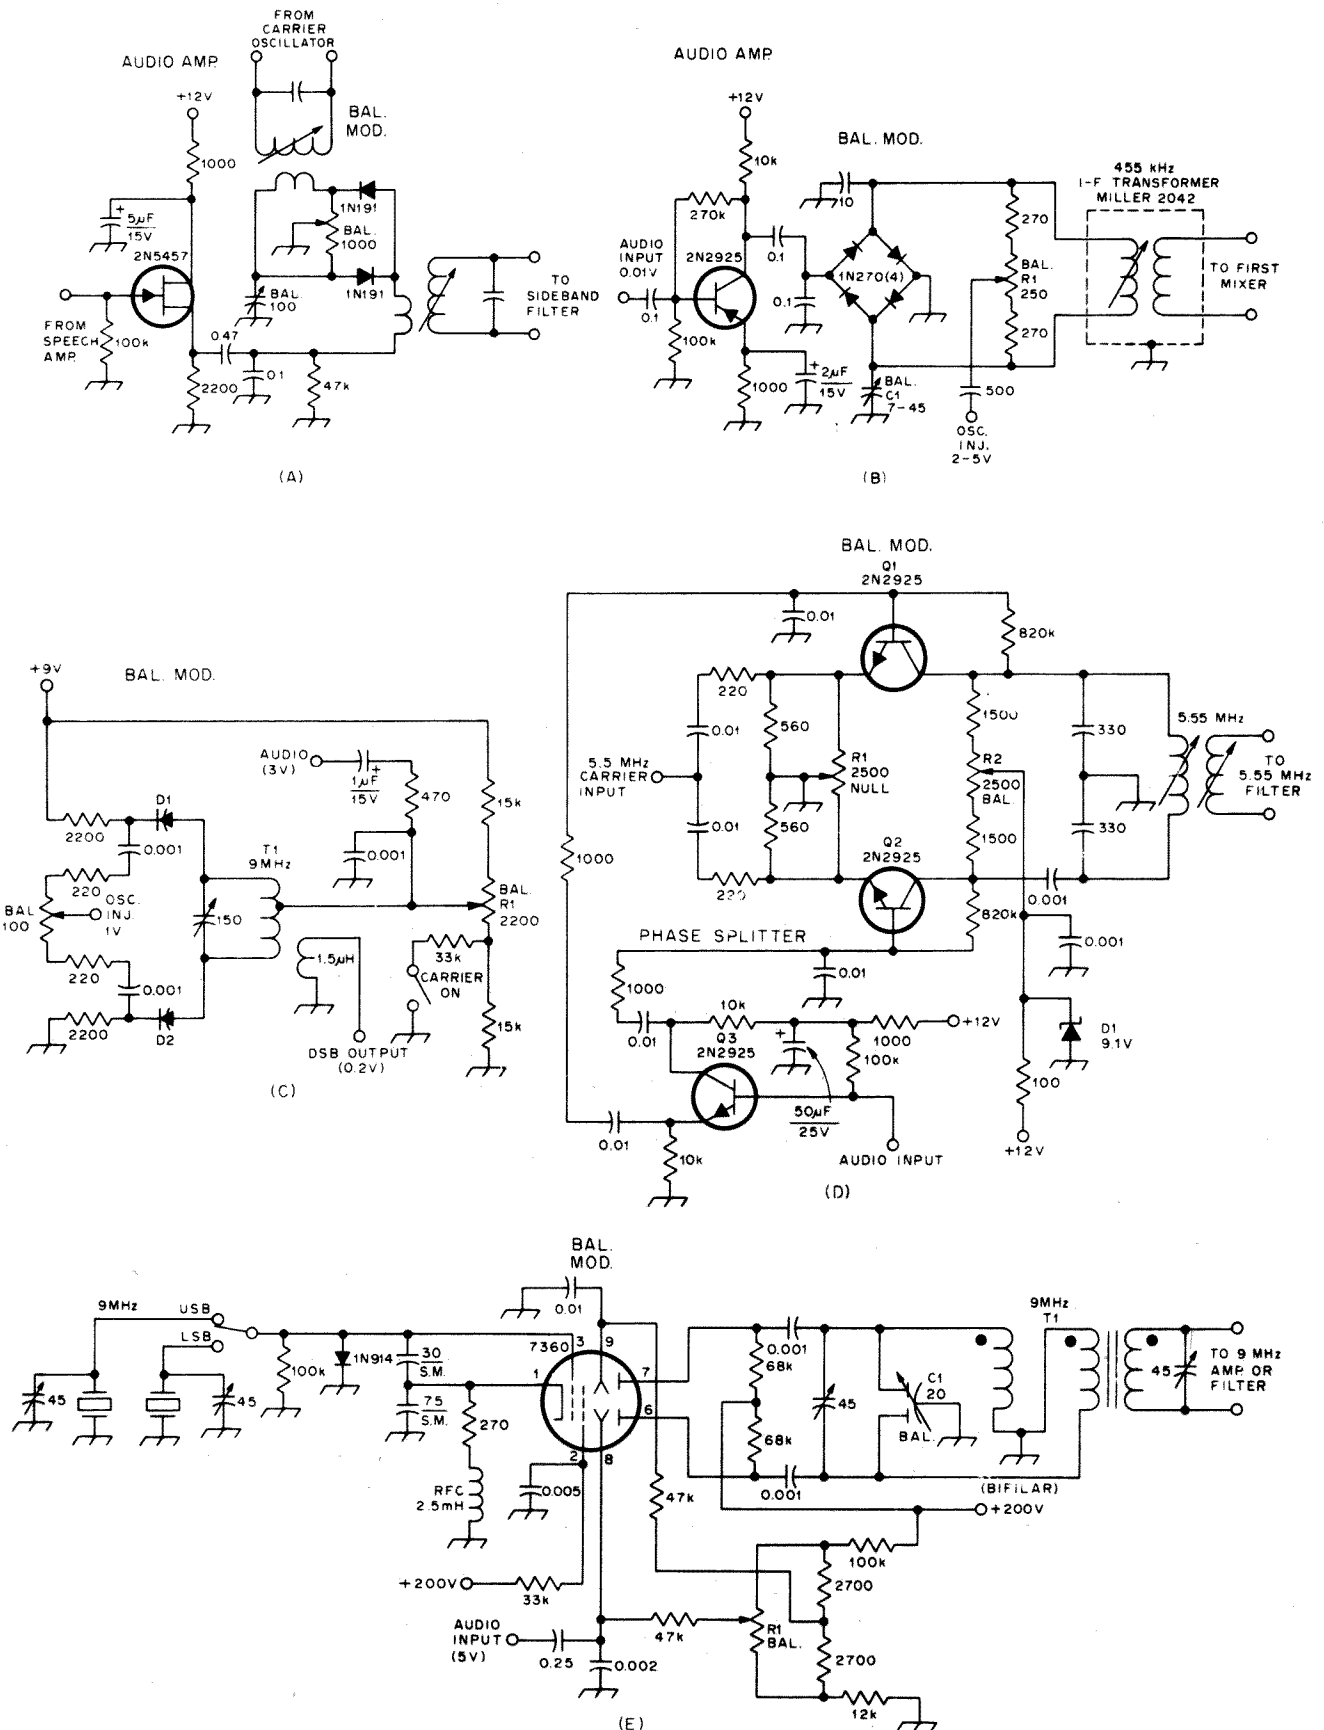 FROM
CARRIER
OSCILLATOR
AUDIO AMP.
+12V
BAL.
MOD.
1000
5µF
15V
+
1N191
BAL.
1000
2N5457
1N191
BAL.
100
TO
SIDEBAND
FILTER
FROM
SPEECH
AMP.
100k
0.47
2200
01
47k
(A)
AUDIO AMP.
+12V
BAL. MOD.
10k
10
455 kHz
I-F TRANSFORMER
MILLER 2042
270k
270
AUDIO
INPUT
0.01V
2N2925
0.1
1N270(4)
BAL.
R1
250
TO FIRST
MIXER
0.1
0.1
100k
270
1000
+
2µF
15V
BAL.
C1
7-45
500
OSC.
INJ.
2-5V
(B)
+9V
BAL. MOD.
AUDIO
(3V)
1µF
15V
+
470
15k
D1
2200
0.001
T1
9MHz
0.001
220
BAL
100
OSC.
INJ.
1V
150
BAL.
R1
2200
33k
1.5µH
CARRIER
ON
220
0.001
2200
D2
15k
DSB OUTPUT
(0.2V)
(C)
BAL. MOD.
Q1
2N2925
0.01
820k
220
1500
0.01
560
330
5.55 MHz
5.5 MHz
CARRIER
INPUT
R1
2500
NULL
R2
2500
BAL.
TO
5.55 MHz
FILTER
0.01
560
1500
330
1000
Q2
2N2925
220
0.001
820k
PHASE SPLITTER
0.001
0.01
1000
10k
+12V
0.01
Q3
2N2925
+
1000
100k
D1
9.1V
100
50µF
25V
0.01
10k
AUDIO INPUT
+12V
(D)
BAL.
MOD.
9MHz
USB
LSB
0.01
9MHz
T1
7360
3
9
1
7
6
2
8
100k
1N914
30
S.M.
75
S.M.
0.001
68k
C1
20
BAL.
45
45
45
45
TO 9 MHz
AMP. OR
FILTER
270
68k
RFC
2.5mH
0.005
47k
0.001
(BIFILAR)
+200V
100k
+200V
33k
2700
AUDIO
INPUT
(5V)
0.25
47k
R1
BAL.
0.002
2700
12k
(E)